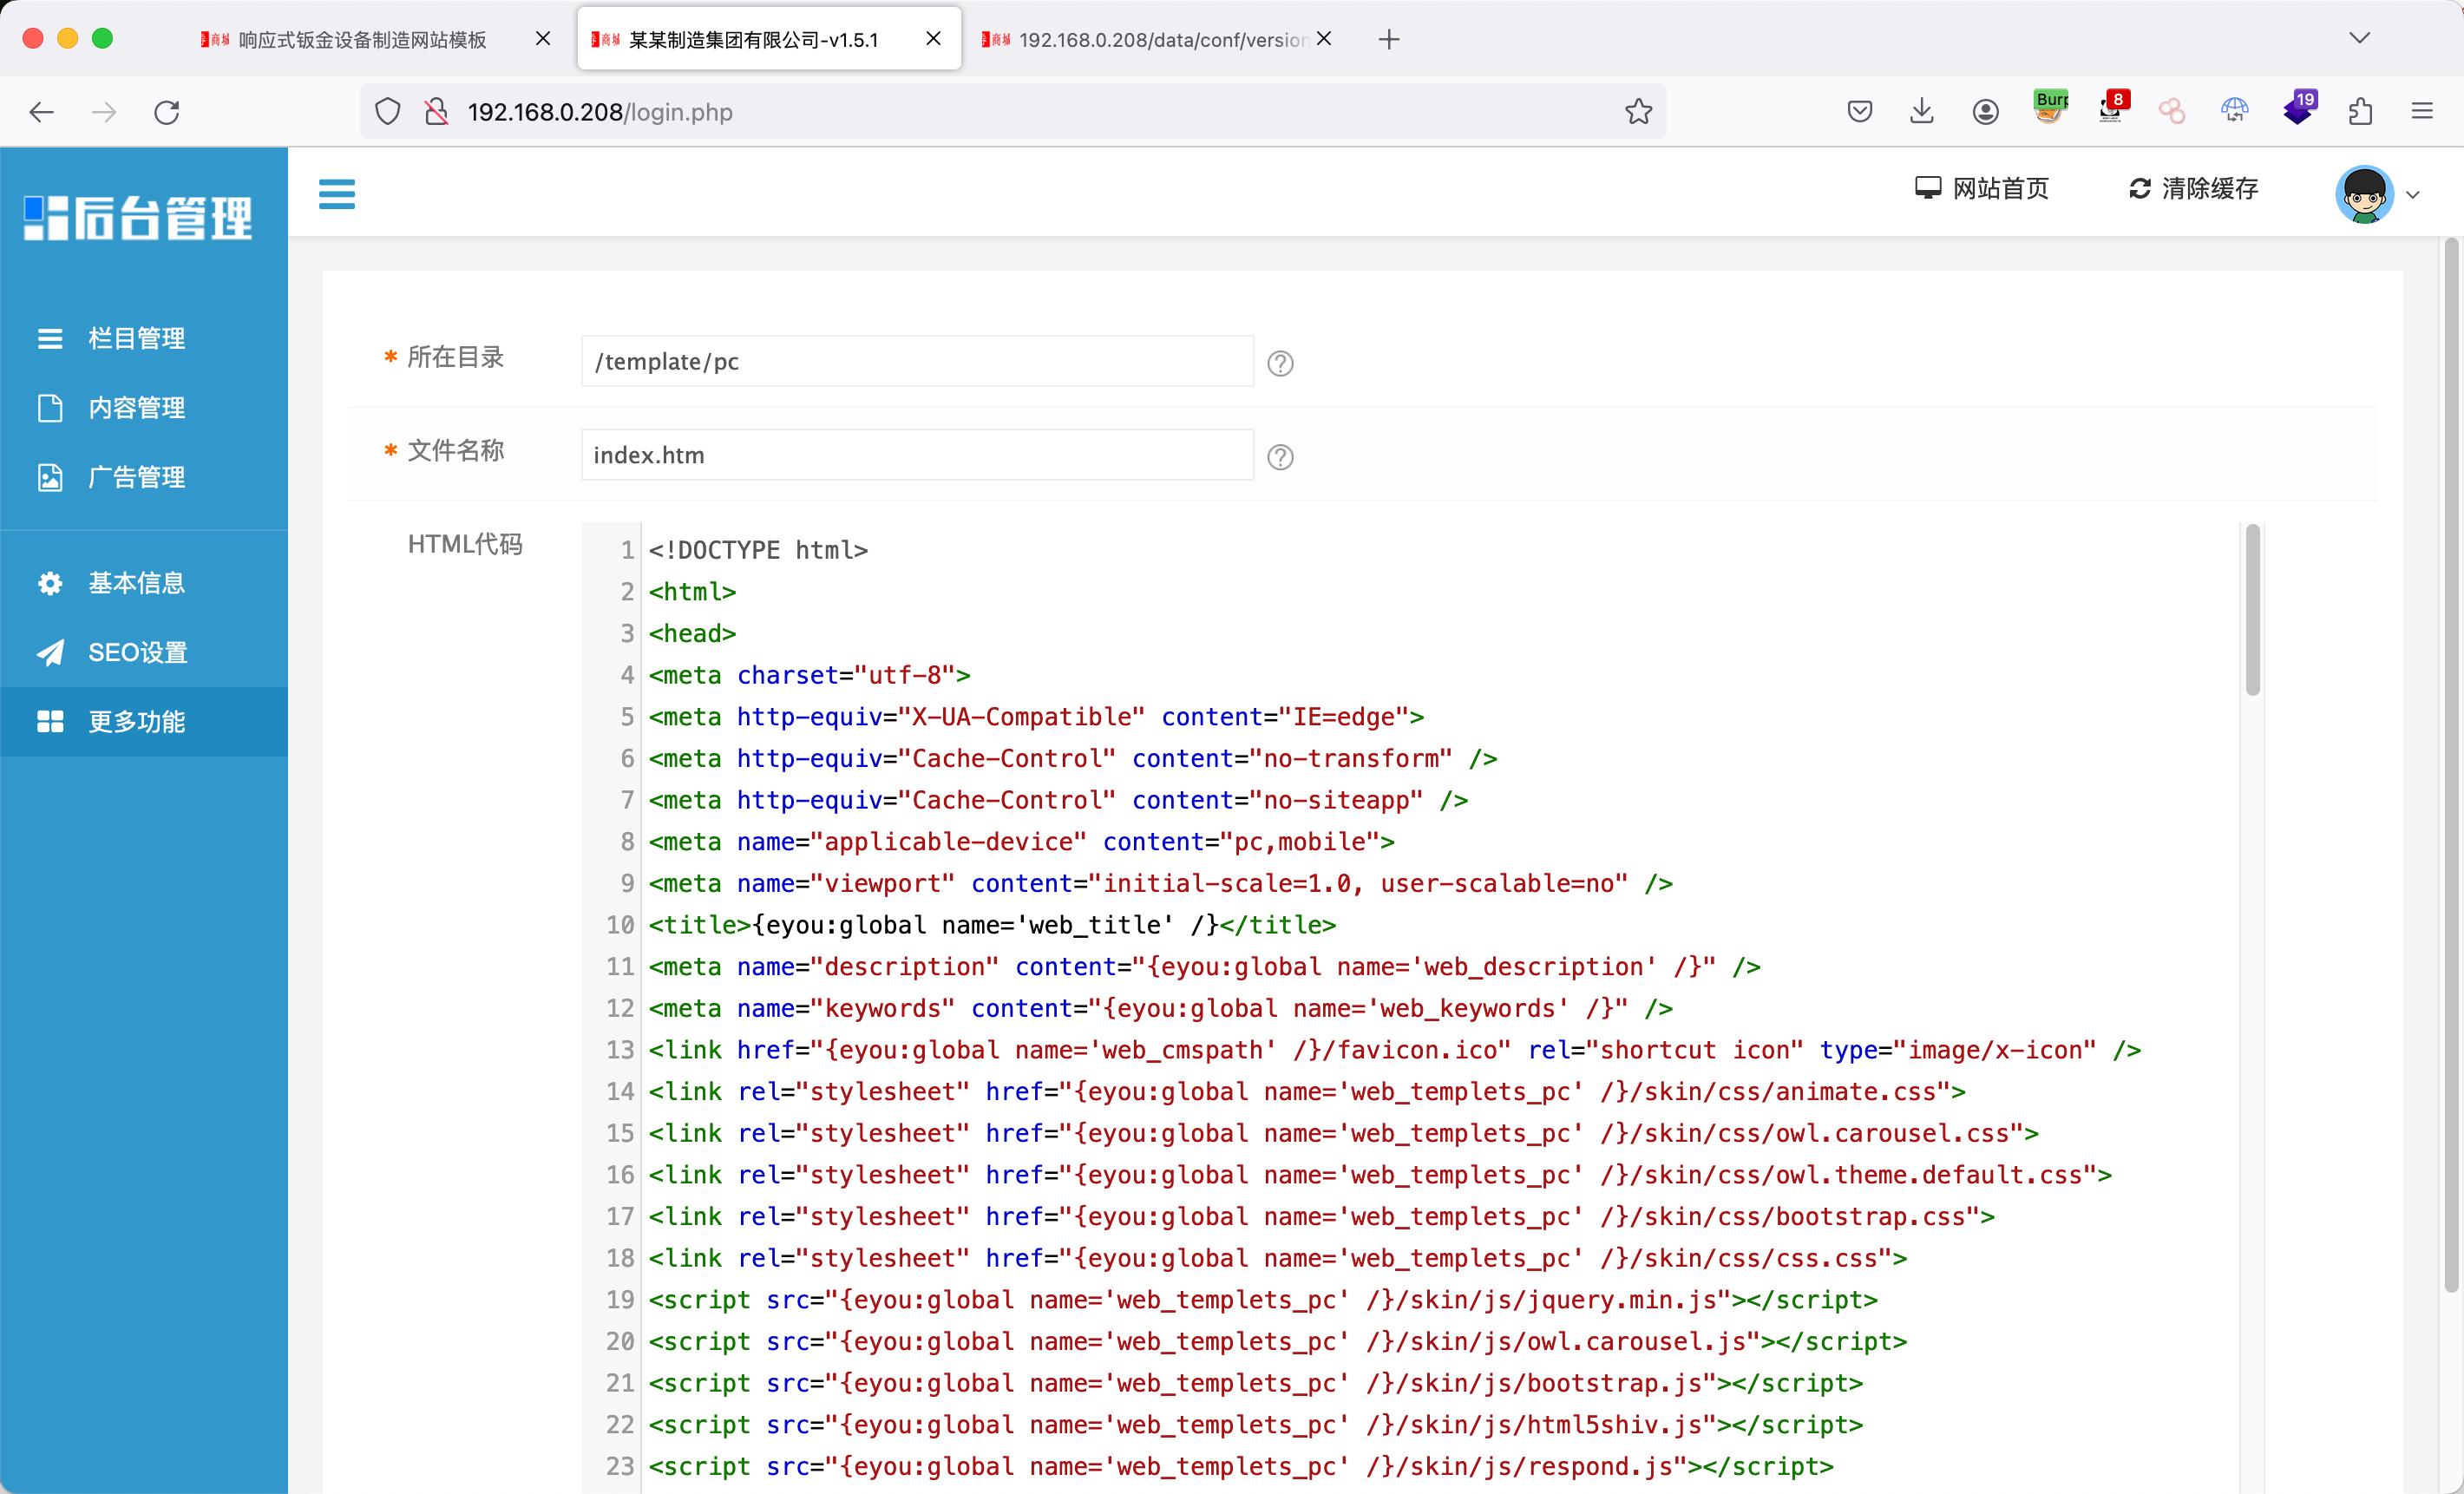 响应式钣金设备制造网站模板
某某制造集团有限公司-v1.5.1
192.168.0.208/data/conf/version
192.168.0.208/login.php
Burp
8
19
后台管理
网站首页
清除缓存
栏目管理
内容管理
广告管理
基本信息
SEO设置
更多功能
* 所在目录
/template/pc
* 文件名称
index.htm
HTML代码
1 <!DOCTYPE html>
2 <html>
3 <head>
4 <meta charset="utf-8">
5 <meta http-equiv="X-UA-Compatible" content="IE=edge">
6 <meta http-equiv="Cache-Control" content="no-transform" />
7 <meta http-equiv="Cache-Control" content="no-siteapp" />
8 <meta name="applicable-device" content="pc,mobile">
9 <meta name="viewport" content="initial-scale=1.0, user-scalable=no" />
10 <title>{eyou:global name='web_title' /}</title>
11 <meta name="description" content="{eyou:global name='web_description' /}" />
12 <meta name="keywords" content="{eyou:global name='web_keywords' /}" />
13 <link href="{eyou:global name='web_cmspath' /}/favicon.ico" rel="shortcut icon" type="image/x-icon" />
14 <link rel="stylesheet" href="{eyou:global name='web_templets_pc' /}/skin/css/animate.css">
15 <link rel="stylesheet" href="{eyou:global name='web_templets_pc' /}/skin/css/owl.carousel.css">
16 <link rel="stylesheet" href="{eyou:global name='web_templets_pc' /}/skin/css/owl.theme.default.css">
17 <link rel="stylesheet" href="{eyou:global name='web_templets_pc' /}/skin/css/bootstrap.css">
18 <link rel="stylesheet" href="{eyou:global name='web_templets_pc' /}/skin/css/css.css">
19 <script src="{eyou:global name='web_templets_pc' /}/skin/js/jquery.min.js"></script>
20 <script src="{eyou:global name='web_templets_pc' /}/skin/js/owl.carousel.js"></script>
21 <script src="{eyou:global name='web_templets_pc' /}/skin/js/bootstrap.js"></script>
22 <script src="{eyou:global name='web_templets_pc' /}/skin/js/html5shiv.js"></script>
23 <script src="{eyou:global name='web_templets_pc' /}/skin/js/respond.js"></script>